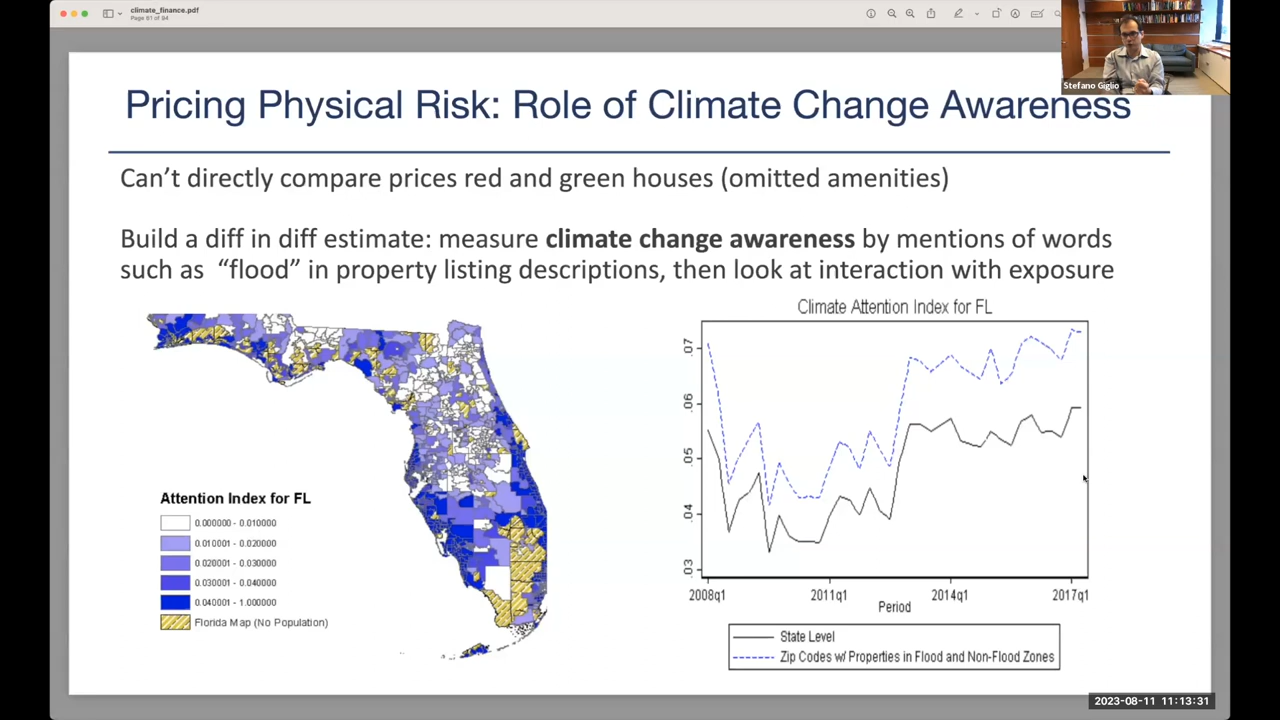 climate_finance.pdf
Page 81 of 94
Stefano Giglio
Pricing Physical Risk: Role of Climate Change Awareness
Can’t directly compare prices red and green houses (omitted amenities)
Build a diff in diff estimate: measure climate change awareness by mentions of words
such as “flood” in property listing descriptions, then look at interaction with exposure
Attention Index for FL
0.000000 - 0.010000
0.010001 - 0.020000
0.020001 - 0.030000
0.030001 - 0.040000
0.040001 - 1.000000
Florida Map (No Population)
Climate Attention Index for FL
.07
.06
.05
.04
.03
2008q1 2011q1 2014q1 2017q1
Period
State Level
Zip Codes w/ Properties in Flood and Non-Flood Zones
2023-08-11 11:13:31